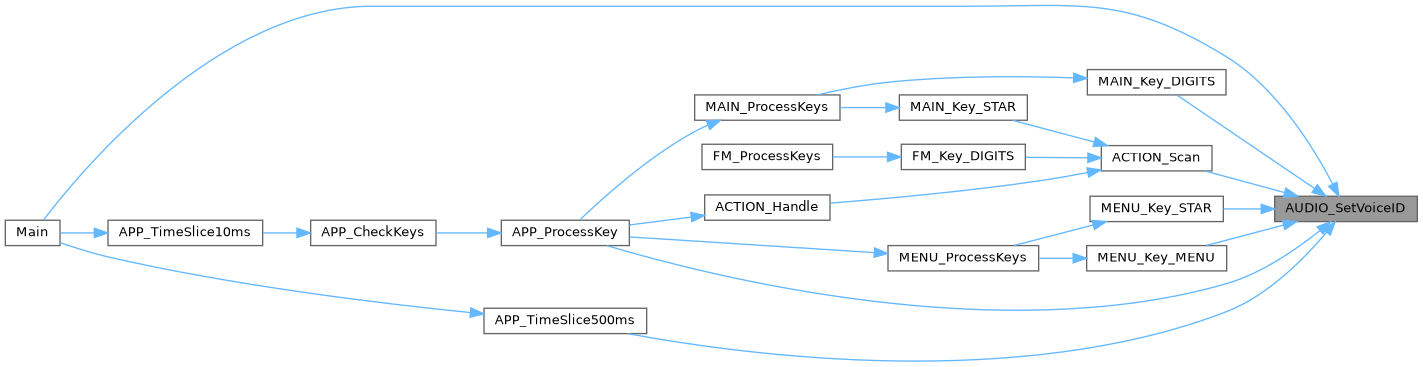 MAIN_Key_DIGITS
MAIN_ProcessKeys
MAIN_Key_STAR
FM_ProcessKeys
FM_Key_DIGITS
ACTION_Scan
ACTION_Handle
MENU_Key_STAR
AUDIO_SetVoiceID
Main
APP_TimeSlice10ms
APP_CheckKeys
APP_ProcessKey
MENU_ProcessKeys
MENU_Key_MENU
APP_TimeSlice500ms